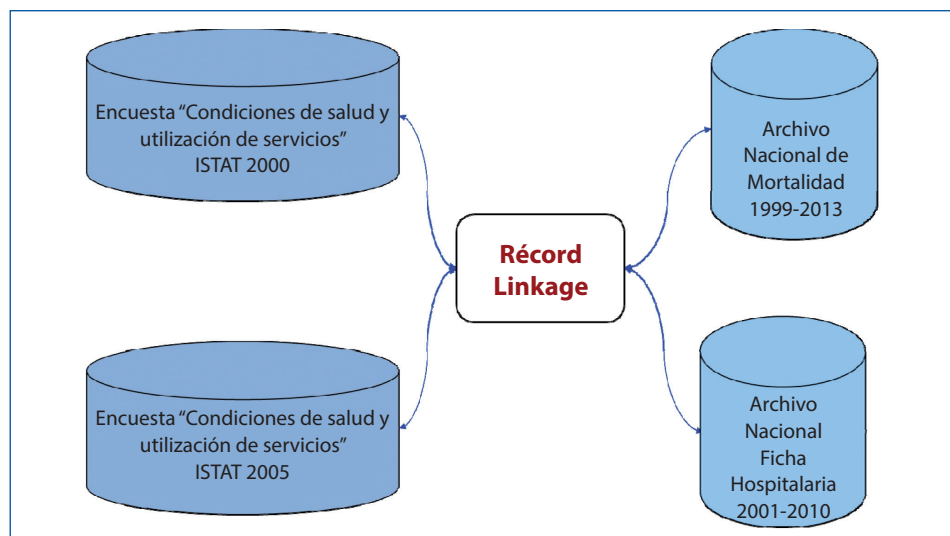 Encuesta “Condiciones de salud y
utilización de servicios”
ISTAT 2000
Archivo
Nacional de
Mortalidad
1999-2013
Récord
Linkage
Encuesta “Condiciones de salud y
utilización de servicios”
ISTAT 2005
Archivo
Nacional
Ficha
Hospitalaria
2001-2010